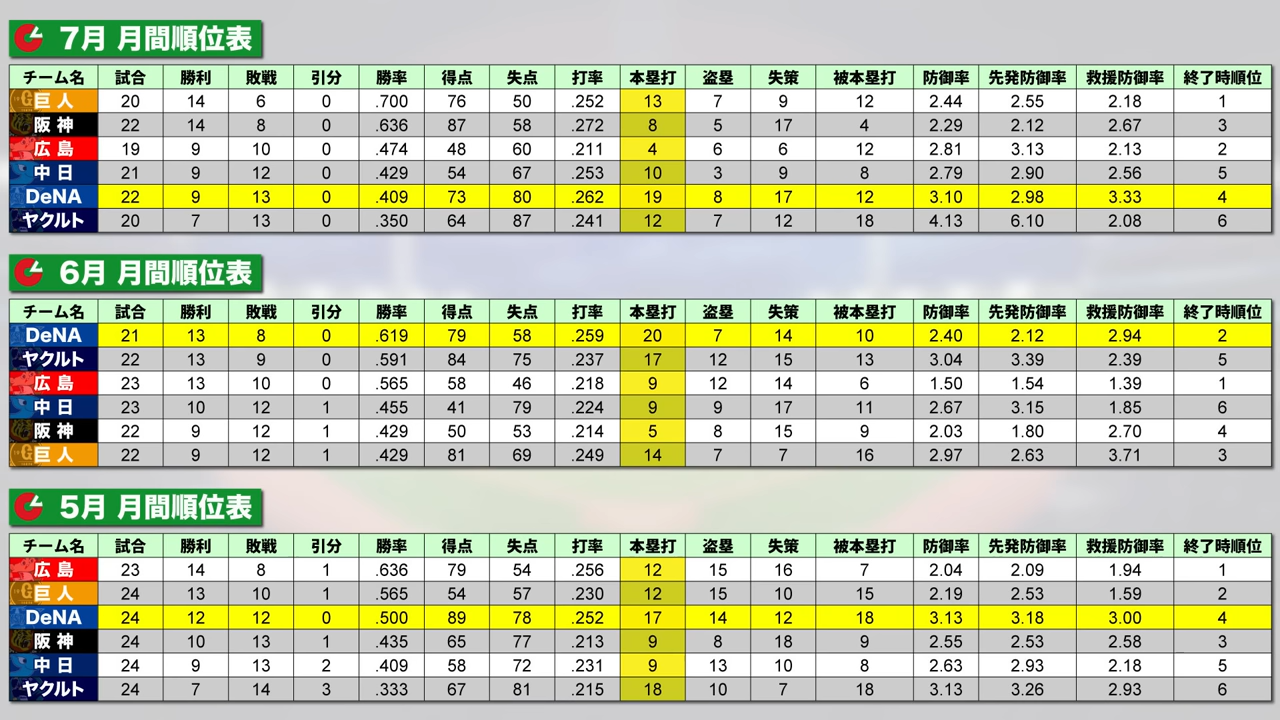 7月 月間順位表
チーム名 試合 勝利 敗戦 引分 勝率 得点 失点 打率 本塁打 盗塁 失策 被本塁打 防御率 先発防御率 救援防御率 終了時順位
巨人 20 14 6 0 .700 76 50 .252 13 7 9 12 2.44 2.55 2.18 1
阪神 22 14 8 0 .636 87 58 .272 8 5 17 4 2.29 2.12 2.67 3
広島 19 9 10 0 .474 48 60 .211 4 6 6 12 2.81 3.13 2.13 2
中日 21 9 12 0 .429 54 67 .253 10 3 9 8 2.79 2.90 2.56 5
DeNA 22 9 13 0 .409 73 80 .262 19 8 17 12 3.10 2.98 3.33 4
ヤクルト 20 7 13 0 .350 64 87 .241 12 7 12 18 4.13 6.10 2.08 6
6月 月間順位表
チーム名 試合 勝利 敗戦 引分 勝率 得点 失点 打率 本塁打 盗塁 失策 被本塁打 防御率 先発防御率 救援防御率 終了時順位
DeNA 21 13 8 0 .619 79 58 .259 20 7 14 10 2.40 2.12 2.94 2
ヤクルト 22 13 9 0 .591 84 75 .237 17 12 15 13 3.04 3.39 2.39 5
広島 23 13 10 0 .565 58 46 .218 9 12 14 6 1.50 1.54 1.39 1
中日 23 10 12 1 .455 41 79 .224 9 9 17 11 2.67 3.15 1.85 6
阪神 22 9 12 1 .429 50 53 .214 5 8 15 9 2.03 1.80 2.70 4
巨人 22 9 12 1 .429 81 69 .249 14 7 7 16 2.97 2.63 3.71 3
5月 月間順位表
チーム名 試合 勝利 敗戦 引分 勝率 得点 失点 打率 本塁打 盗塁 失策 被本塁打 防御率 先発防御率 救援防御率 終了時順位
広島 23 14 8 1 .636 79 54 .256 12 15 16 7 2.04 2.09 1.94 1
巨人 24 13 10 1 .565 54 57 .230 12 15 10 15 2.19 2.53 1.59 2
DeNA 24 12 12 0 .500 89 78 .252 17 14 12 18 3.13 3.18 3.00 4
阪神 24 10 13 1 .435 65 77 .213 9 8 18 9 2.55 2.53 2.58 3
中日 24 9 13 2 .409 58 72 .231 9 13 10 8 2.63 2.93 2.18 5
ヤクルト 24 7 14 3 .333 67 81 .215 18 10 7 18 3.13 3.26 2.93 6